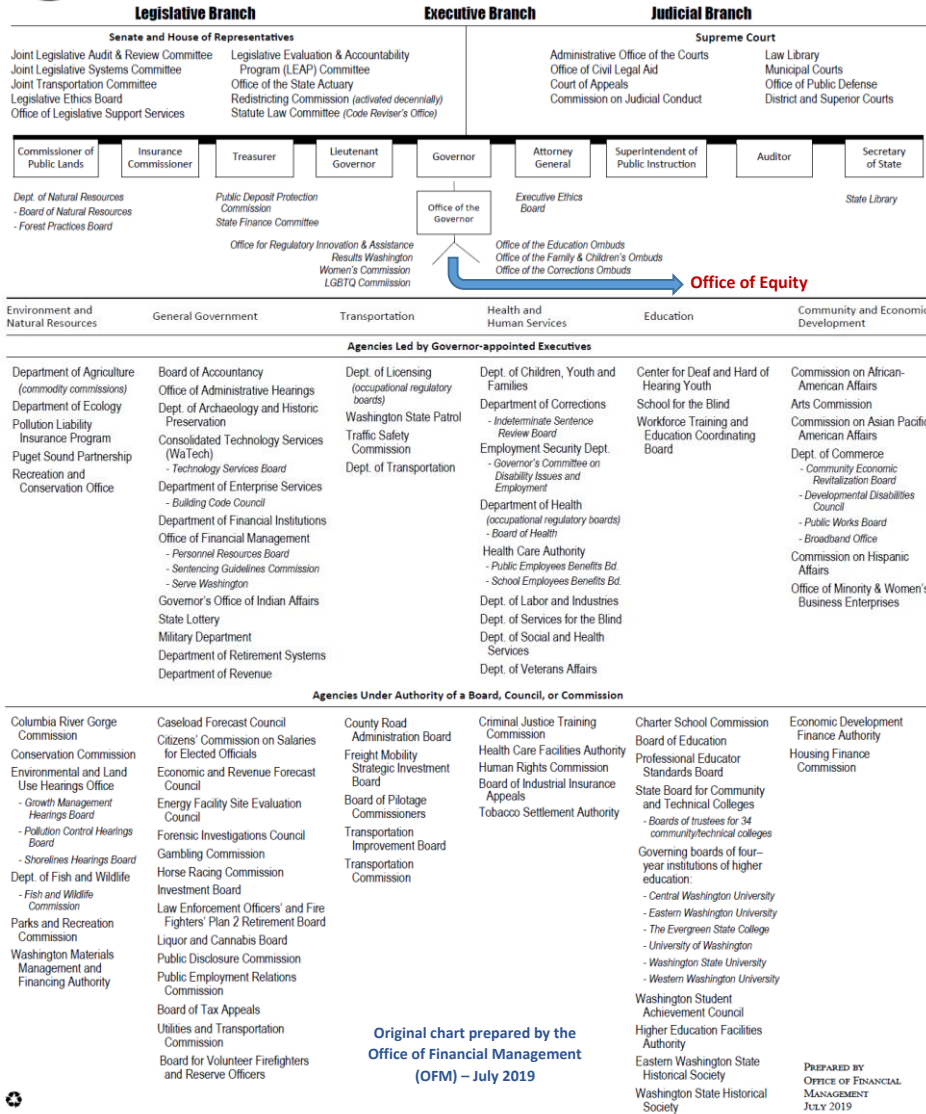 Legislative Branch
Executive Branch
Judicial Branch
Senate and House of Representatives
Joint Legislative Audit & Review Committee
Joint Legislative Systems Committee
Joint Transportation Committee
Legislative Ethics Board
Office of Legislative Support Services
Legislative Evaluation & Accountability
Program (LEAP) Committee
Office of the State Actuary
Redistricting Commission (activated decennially)
Statute Law Committee (Code Reviser's Office)
Supreme Court
Administrative Office of the Courts
Office of Civil Legal Aid
Court of Appeals
Commission on Judicial Conduct
Law Library
Municipal Courts
Office of Public Defense
District and Superior Courts
Commissioner of
Public Lands
Insurance
Commissioner
Treasurer
Lieutenant
Governor
Governor
Attorney
General
Superintendent of
Public Instruction
Auditor
Secretary
of State
Dept. of Natural Resources
- Board of Natural Resources
- Forest Practices Board
Public Deposit Protection
Commission
State Finance Committee
Office of the
Governor
Executive Ethics
Board
State Library
Office for Regulatory Innovation & Assistance
Results Washington
Women's Commission
LGBTQ Commiission
Office of the Education Ombuds
Office of the Family & Children's Ombuds
Office of the Corrections Ombuds
Office of Equity
Environment and
Natural Resources
General Government
Transportation
Health and
Human Services
Education
Community and Economic
Development
Agencies Led by Governor-appointed Executives
Department of Agriculture
(commodity commissions)
Department of Ecology
Pollution Liability
Insurance Program
Puget Sound Partnership
Recreation and
Conservation Office
Board of Accountancy
Office of Administrative Hearings
Dept. of Archaeology and Historic
Preservation
Consolidated Technology Services
(WaTech)
- Technology Services Board
Department of Enterprise Services
- Building Code Council
Department of Financial Institutions
Office of Financial Management
- Personnel Resources Board
- Sentencing Guidelines Commission
- Serve Washington
Governor's Office of Indian Affairs
State Lottery
Military Department
Department of Retirement Systems
Department of Revenue
Dept. of Licensing
(occupational regulatory
boards)
Washington State Patrol
Traffic Safety
Commission
Dept. of Transportation
Dept. of Children, Youth and
Families
Department of Corrections
- Indeterminate Sentence
Review Board
Employment Security Dept.
- Governor's Committee on
Disability Issues and
Employment
Department of Health
(occupational regulatory boards)
- Board of Health
Health Care Authority
- Public Employees Benefits Bd.
- School Employees Benefits Bd.
Dept. of Labor and Industries
Dept. of Services for the Blind
Dept. of Social and Health
Services
Dept. of Veterans Affairs
Center for Deaf and Hard of
Hearing Youth
School for the Blind
Workforce Training and
Education Coordinating
Board
Commission on African-
American Affairs
Arts Commission
Commission on Asian Pacific
American Affairs
Dept. of Commerce
- Community Economic
Revitalization Board
- Developmental Disabilities
Council
- Public Works Board
- Broadband Office
Commission on Hispanic
Affairs
Office of Minority & Women's
Business Enterprises
Agencies Under Authority of a Board, Council, or Commission
Columbia River Gorge
Commission
Conservation Commission
Environmental and Land
Use Hearings Office
- Growth Management
Hearings Board
- Pollution Control Hearings
Board
- Shorelines Hearings Board
Dept. of Fish and Wildlife
- Fish and Wildlife
Commission
Parks and Recreation
Commission
Washington Materials
Management and
Financing Authority
Caseload Forecast Council
Citizens' Commission on Salaries
for Elected Officials
Economic and Revenue Forecast
Council
Energy Facility Site Evaluation
Council
Forensic Investigations Council
Gambling Commission
Horse Racing Commission
Investment Board
Law Enforcement Officers' and Fire
Fighters' Plan 2 Retirement Board
Liquor and Cannabis Board
Public Disclosure Commission
Public Employment Relations
Commission
Board of Tax Appeals
Utilities and Transportation
Commission
Board for Volunteer Firefighters
and Reserve Officers
County Road
Administration Board
Freight Mobility
Strategic Investment
Board
Board of Pilotage
Commissioners
Transportation
Improvement Board
Transportation
Commission
Criminal Justice Training
Commission
Health Care Facilities Authority
Human Rights Commission
Board of Industrial Insurance
Appeals
Tobacco Settlement Authority
Charter School Commission
Board of Education
Professional Educator
Standards Board
State Board for Community
and Technical Colleges
- Boards of trustees for 34
community/technical colleges
Governing boards of four–
year institutions of higher
education:
- Central Washington University
- Eastern Washington University
- The Evergreen State College
- University of Washington
- Washington State University
- Western Washington University
Washington Student
Achievement Council
Higher Education Facilities
Authority
Eastern Washington State
Historical Society
Washington State Historical
Society
Economic Development
Finance Authority
Housing Finance
Commission
Original chart prepared by the
Office of Financial Management
(OFM) – July 2019
PREPARED BY
OFFICE OF FINANCIAL
MANAGEMENT
JULY 2019